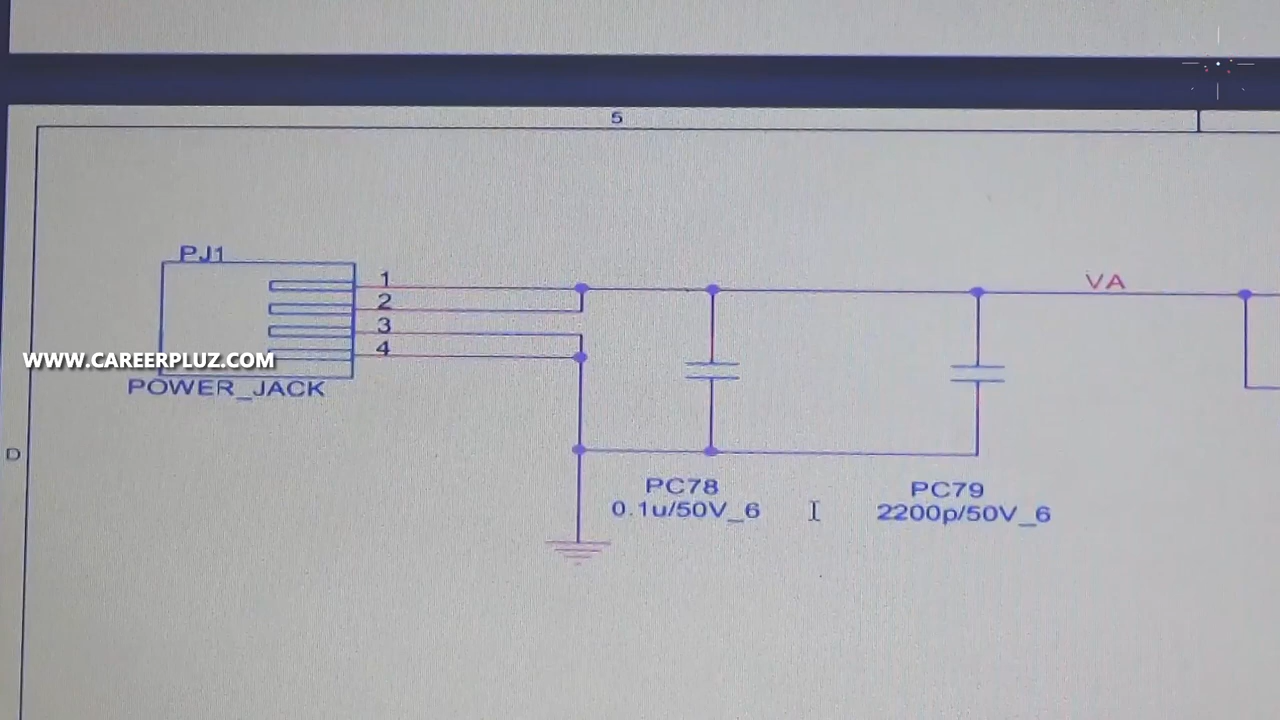 5
PJ1
1
2
3
4
WWW.CAREERPLUZ.COM
POWER_JACK
VA
D
PC78
0.1u/50V_6
PC79
2200p/50V_6